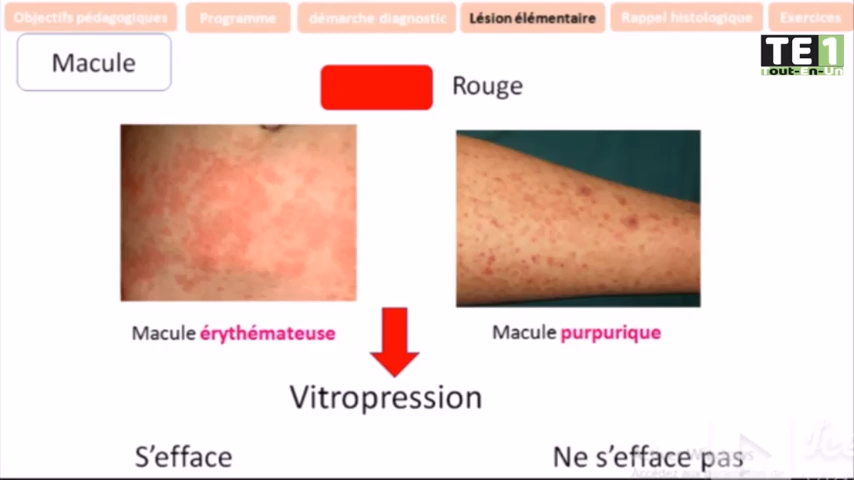 Objectifs pédagogiques
Programme
démarche diagnostic
Lésion élémentaire
Rappel histologique
Exercices
TE1
Tout-En-Un
Macule
Rouge
Macule érythémateuse
Macule purpurique
Vitropression
S'efface
Ne s'efface pas